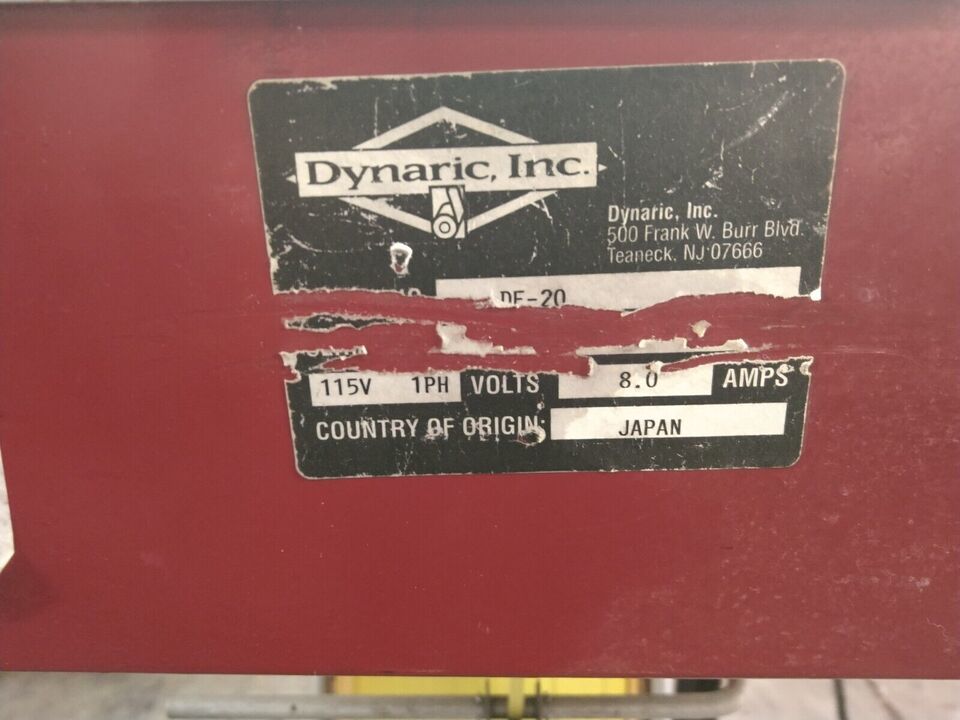 Dynaric, Inc.
Dynaric, Inc.
500 Frank W. Burr Blvd.
Teaneck, NJ 07666
DF-20
115V 1PH VOLTS 8.0 AMPS
COUNTRY OF ORIGIN: JAPAN